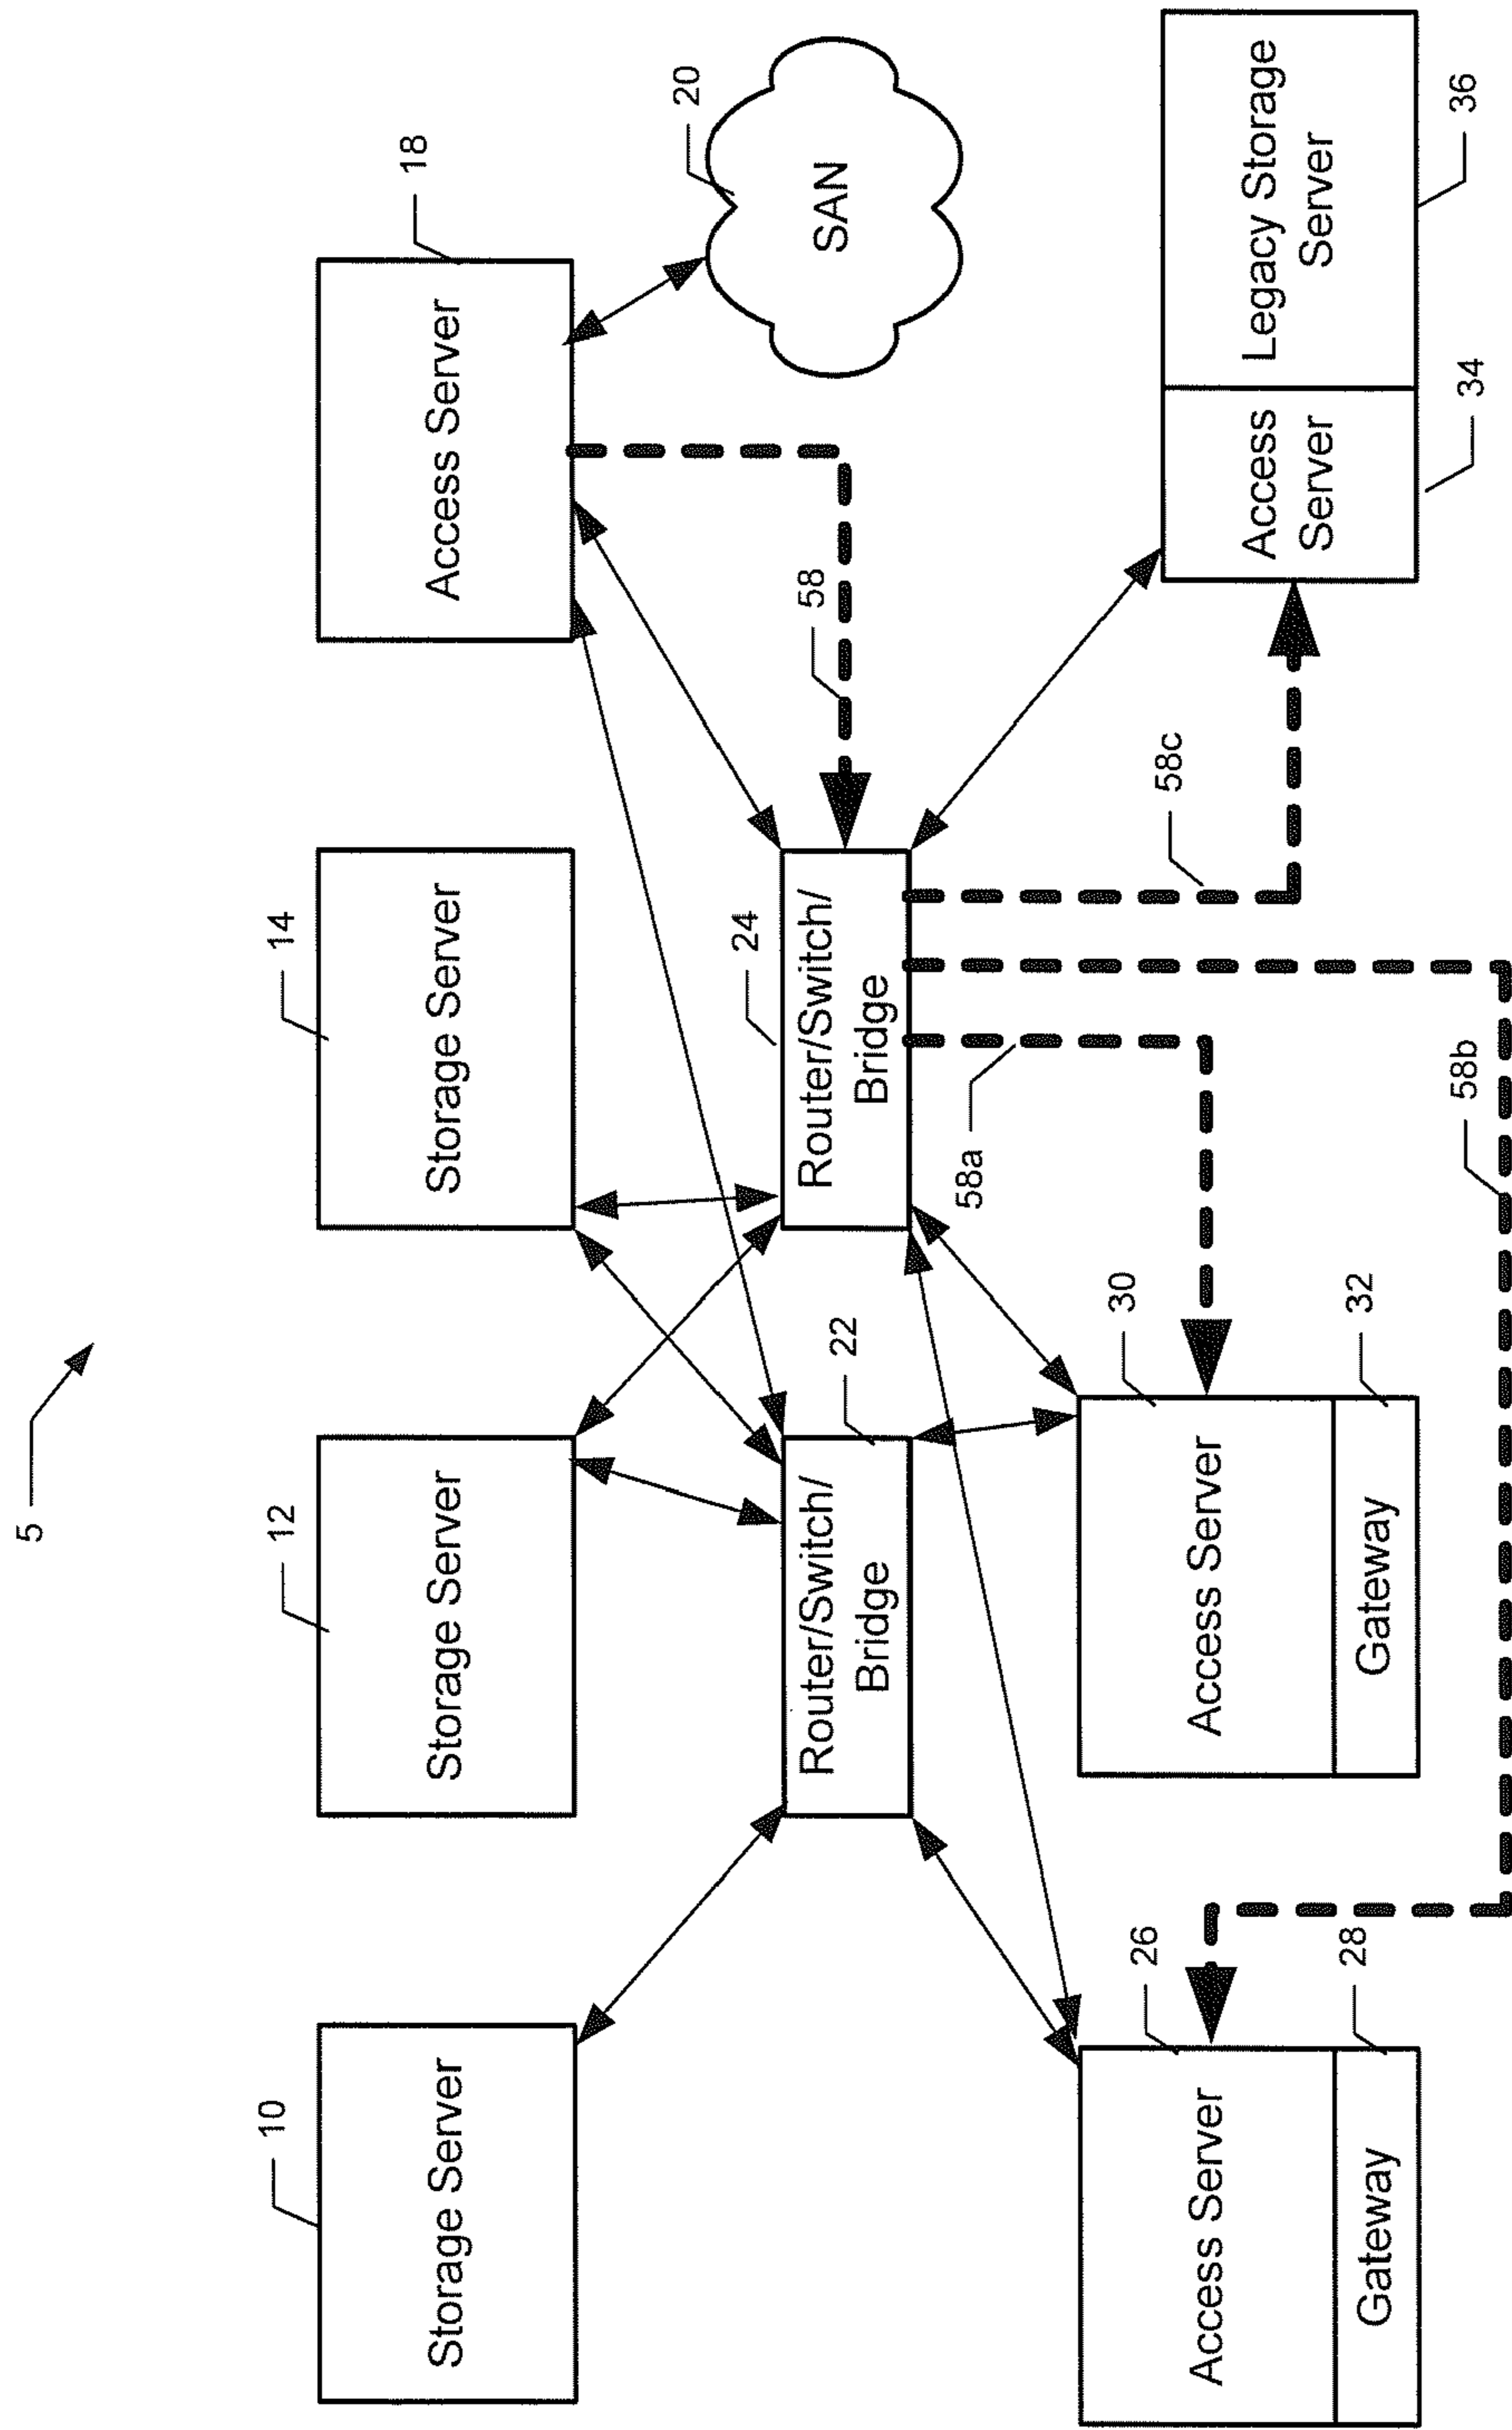 5
10
12
14
18
Storage Server
Storage Server
Storage Server
Access Server
20
58
SAN
22
24
Router/Switch/
Bridge
Router/Switch/
Bridge
58a
58c
26
30
Access Server
Access Server
Access
Server
Legacy Storage
Server
28
32
Gateway
Gateway
34
36
58b